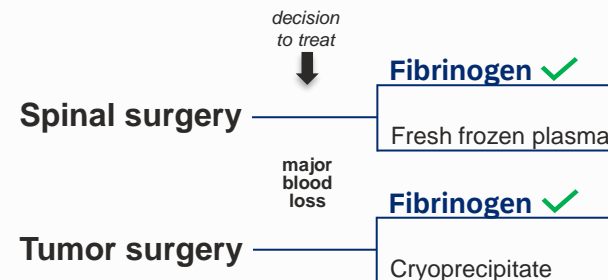 decision
to treat
Fibrinogen
Spinal surgery
Fresh frozen plasma
major
blood
loss
Fibrinogen
Tumor surgery
Cryoprecipitate